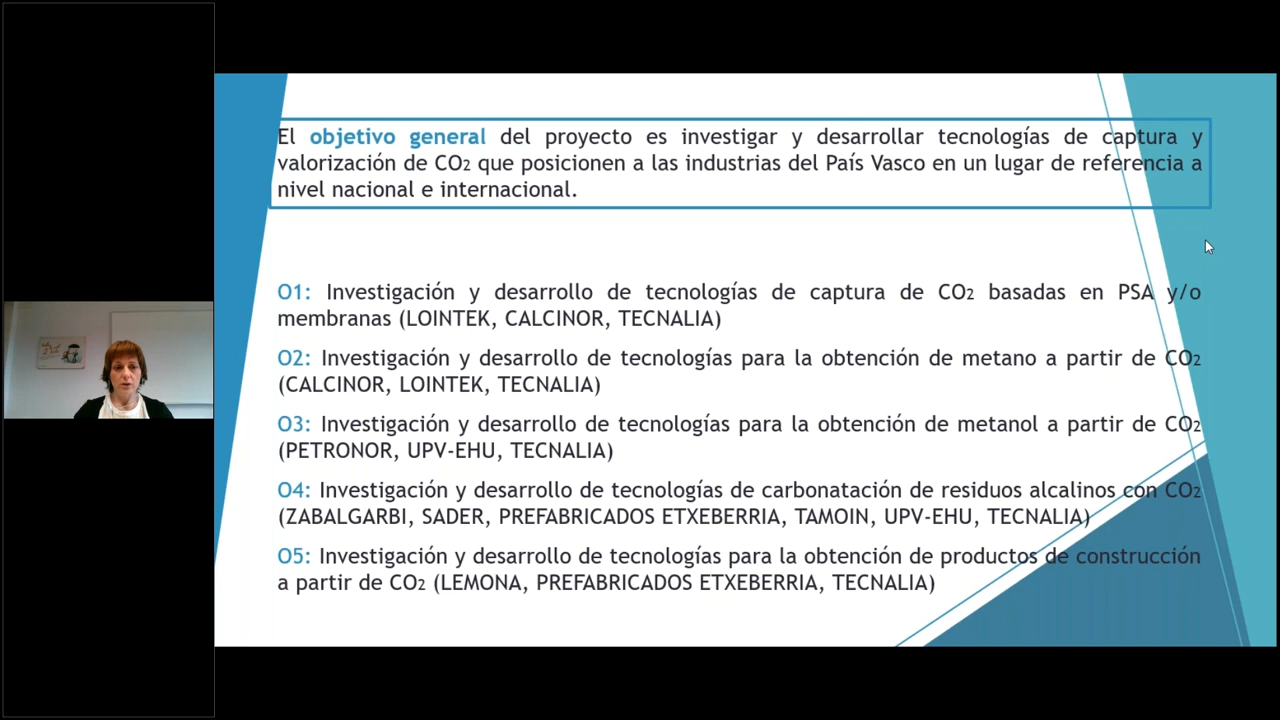 El objetivo general del proyecto es investigar y desarrollar tecnologías de captura y
valorización de CO2 que posicionen a las industrias del País Vasco en un lugar de referencia a
nivel nacional e internacional.
O1: Investigación y desarrollo de tecnologías de captura de CO2 basadas en PSA y/o
membranas (LOINTEK, CALCINOR, TECNALIA)
O2: Investigación y desarrollo de tecnologías para la obtención de metano a partir de CO2
(CALCINOR, LOINTEK, TECNALIA)
O3: Investigación y desarrollo de tecnologías para la obtención de metanol a partir de CO2
(PETRONOR, UPV-EHU, TECNALIA)
O4: Investigación y desarrollo de tecnologías de carbonatación de residuos alcalinos con CO2
(ZABALGARBI, SADER, PREFABRICADOS ETXEBERRIA, TAMOIN, UPV-EHU, TECNALIA)
O5: Investigación y desarrollo de tecnologías para la obtención de productos de construcción
a partir de CO2 (LEMONA, PREFABRICADOS ETXEBERRIA, TECNALIA)